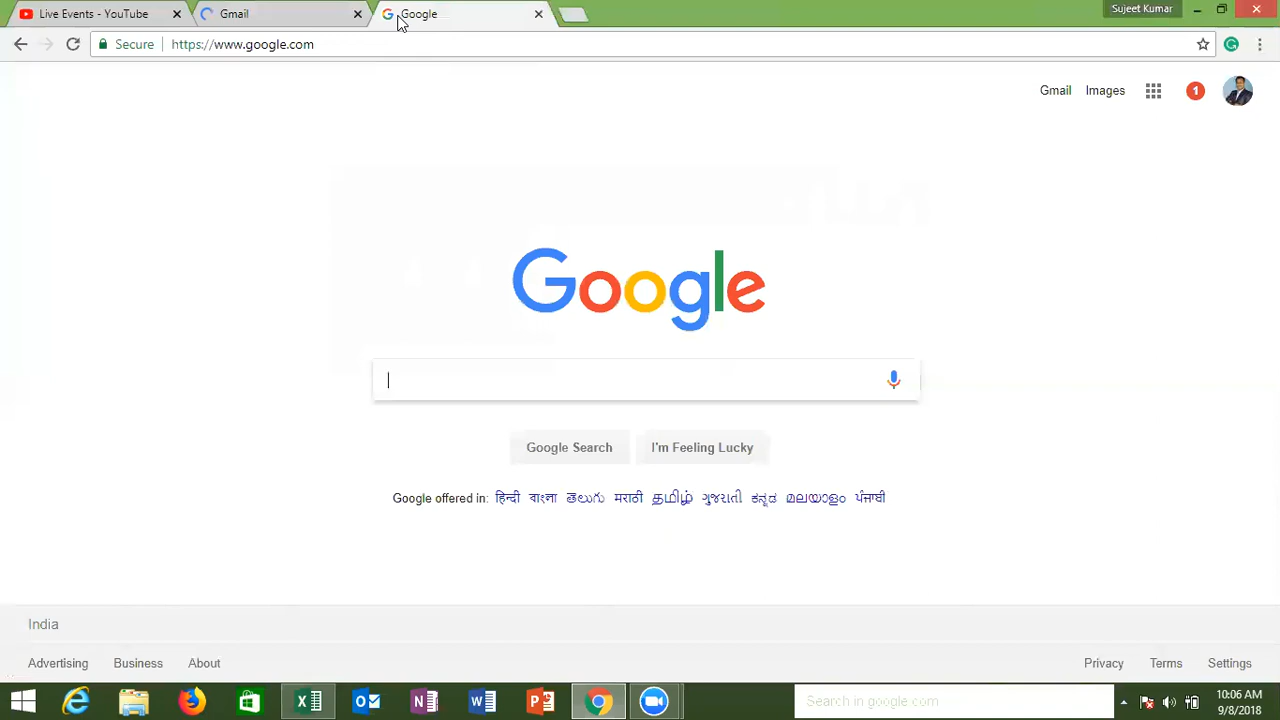 Live Events - YouTube
Gmail
Google
Sujeet Kumar
Secure
https://www.google.com
Gmail
Images
1
Google
Google Search
I'm Feeling Lucky
Google offered in: हिन्दी বাংলা తెలుగు मराठी தமிழ் ગુજરાતી ಕನ್ನಡ മലയാളം ਪੰਜਾਬੀ
India
Advertising
Business
About
Privacy
Terms
Settings
Search in google.com
10:06 AM
9/8/2018